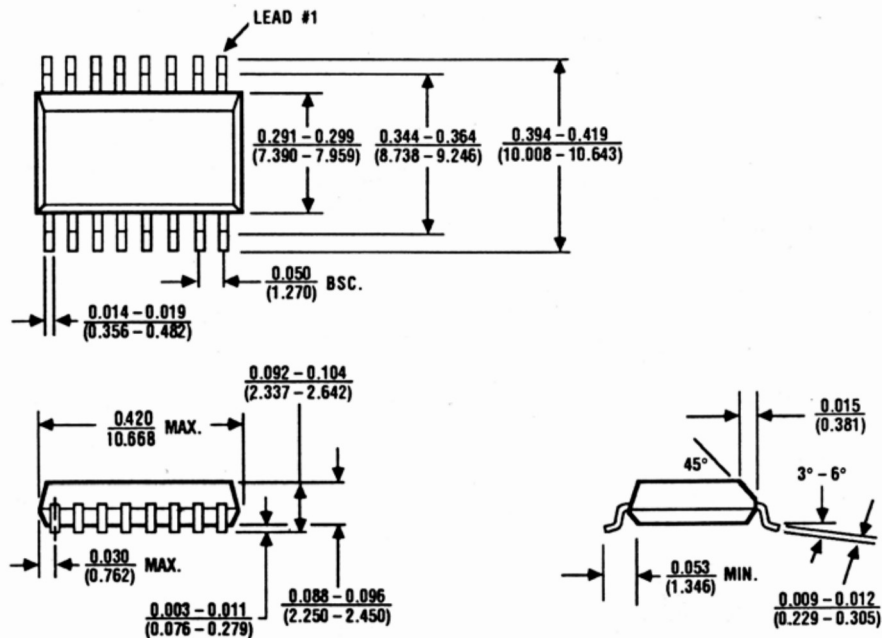 LEAD #1
0.291 – 0.299
(7.390 – 7.959)
0.344 – 0.364
(8.738 – 9.246)
0.394 – 0.419
(10.008 – 10.643)
0.050
(1.270)
BSC.
0.014 – 0.019
(0.356 – 0.482)
0.092 – 0.104
(2.337 – 2.642)
0.420
10.668
MAX.
0.015
(0.381)
45°
3° – 6°
0.030
(0.762)
MAX.
0.053
(1.346)
MIN.
0.003 – 0.011
(0.076 – 0.279)
0.088 – 0.096
(2.250 – 2.450)
0.009 – 0.012
(0.229 – 0.305)